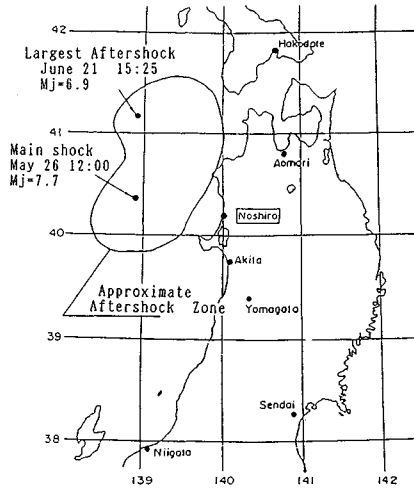 42
Largest Aftershock
June 21 15:25
Mj=6.9
Hakodate
41
Main shock
May 26 12:00
Mj=7.7
Aomori
Noshiro
40
Akita
Approximate
Aftershock Zone
Yamagata
39
Sendai
38
Niigata
139
140
141
142